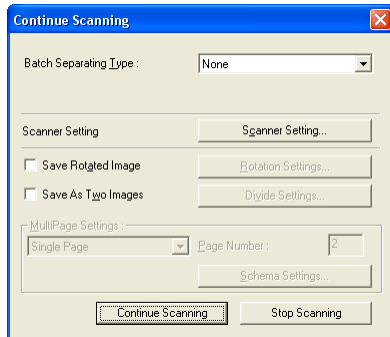 Continue Scanning
Batch Separating Type : None
Scanner Setting Scanner Setting...
Save Rotated Image Rotation Settings...
Save As Two Images Divide Settings...
MultiPage Settings :
Single Page Page Number : 2
Schema Settings...
Continue Scanning Stop Scanning